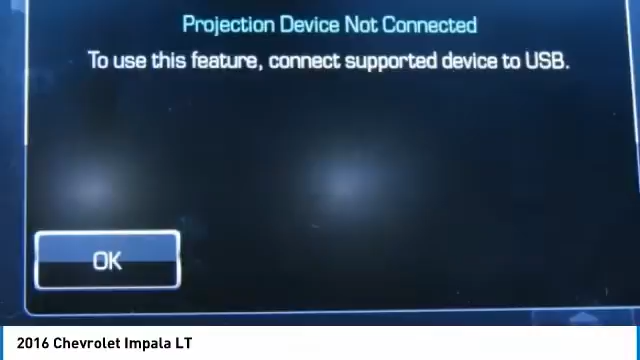 Projection Device Not Connected
To use this feature, connect supported device to USB.
OK
2016 Chevrolet Impala LT